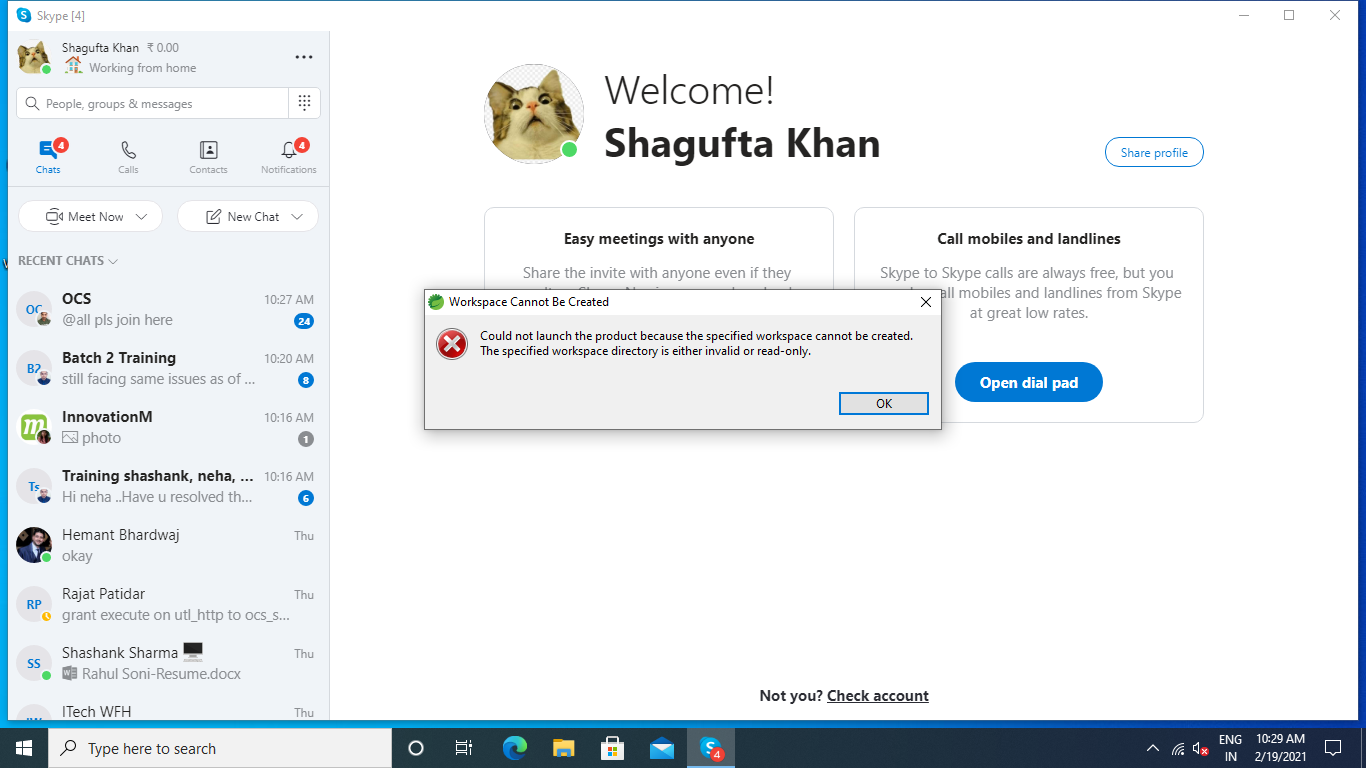 Skype [4]
Shagufta Khan ₹ 0.00
Working from home
People, groups & messages
4
4
Chats Calls Contacts Notifications
Meet Now New Chat
RECENT CHATS
OC
OCS 10:27 AM
@all pls join here 24
B2
Batch 2 Training 10:20 AM
still facing same issues as of ... 8
m
InnovationM 10:16 AM
photo 1
Ts
Training shashank, neha, ... 10:16 AM
Hi neha ..Have u resolved th... 6
Hemant Bhardwaj Thu
okay
RP
Rajat Patidar Thu
grant execute on utl_http to ocs_s...
SS
Shashank Sharma Thu
Rahul Soni-Resume.docx
ITech WFH Thu
Welcome!
Shagufta Khan
Share profile
Easy meetings with anyone
Share the invite with anyone even if they
Call mobiles and landlines
Skype to Skype calls are always free, but you
all mobiles and landlines from Skype
at great low rates.
Open dial pad
Workspace Cannot Be Created
Could not launch the product because the specified workspace cannot be created.
The specified workspace directory is either invalid or read-only.
OK
Not you? Check account
Type here to search
4
ENG
IN
10:29 AM
2/19/2021